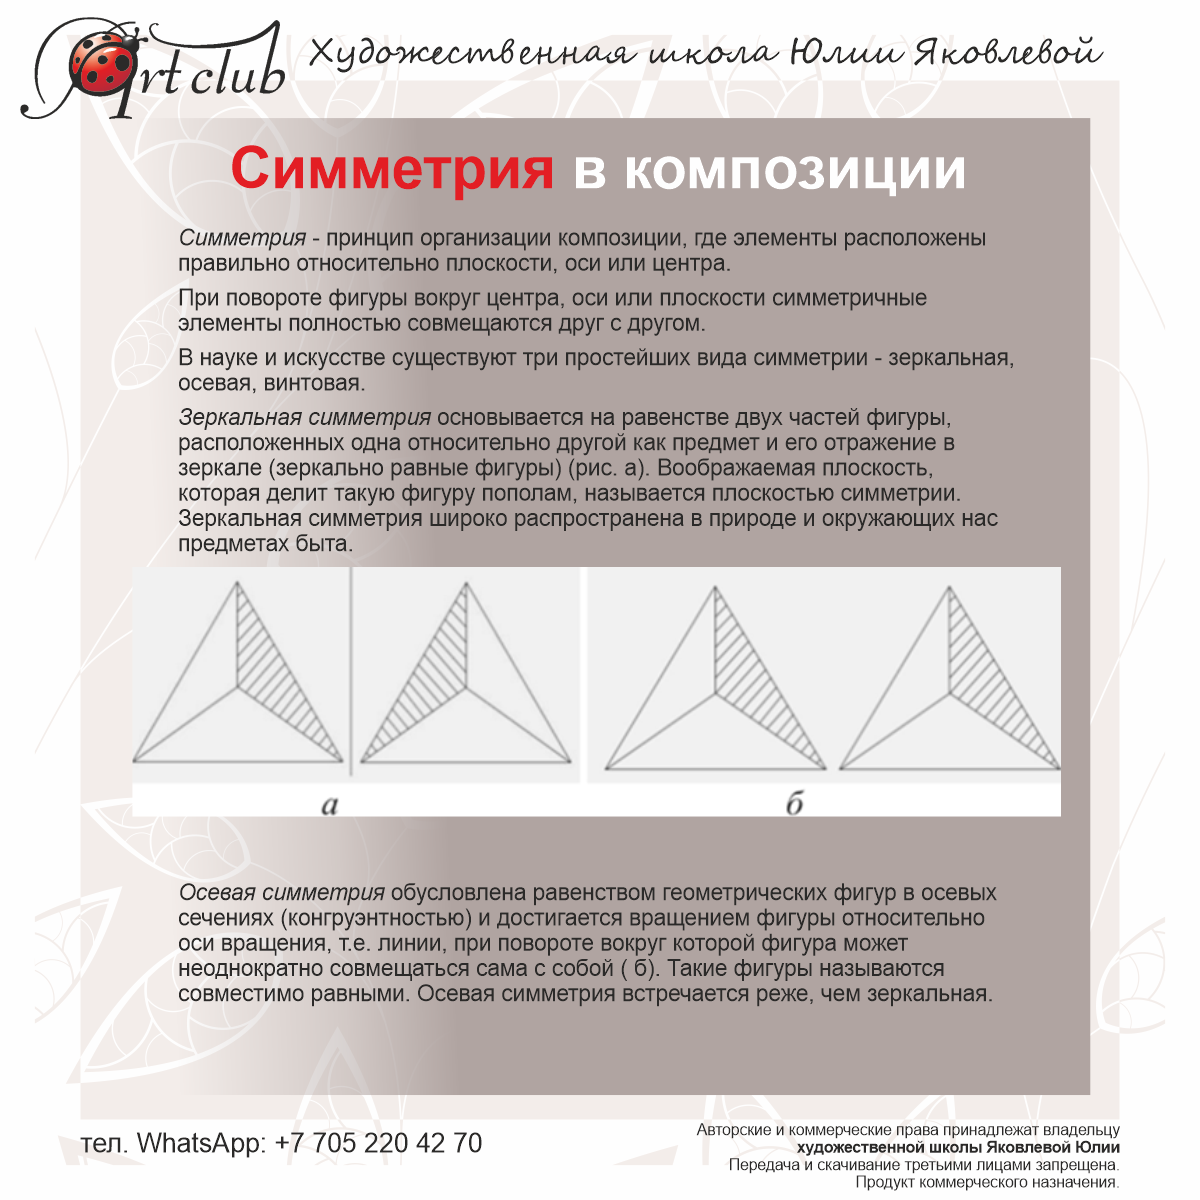 Art club
Художественная школа Юлии Яковлевой
Симметрия в композиции
Симметрия - принцип организации композиции, где элементы расположены
правильно относительно плоскости, оси или центра.
При повороте фигуры вокруг центра, оси или плоскости симметричные
элементы полностью совмещаются друг с другом.
В науке и искусстве существуют три простейших вида симметрии - зеркальная,
осевая, винтовая.
Зеркальная симметрия основывается на равенстве двух частей фигуры,
расположенных одна относительно другой как предмет и его отражение в
зеркале (зеркально равные фигуры) (рис. а). Воображаемая плоскость,
которая делит такую фигуру пополам, называется плоскостью симметрии.
Зеркальная симметрия широко распространена в природе и окружающих нас
предметах быта.
а
б
Осевая симметрия обусловлена равенством геометрических фигур в осевых
сечениях (конгруэнтностью) и достигается вращением фигуры относительно
оси вращения, т.е. линии, при повороте вокруг которой фигура может
неоднократно совмещаться сама с собой ( б). Такие фигуры называются
совместимо равными. Осевая симметрия встречается реже, чем зеркальная.
тел. WhatsApp: +7 705 220 42 70
Авторские и коммерческие права принадлежат владельцу
художественной школы Яковлевой Юлии
Передача и скачивание третьими лицами запрещена.
Продукт коммерческого назначения.